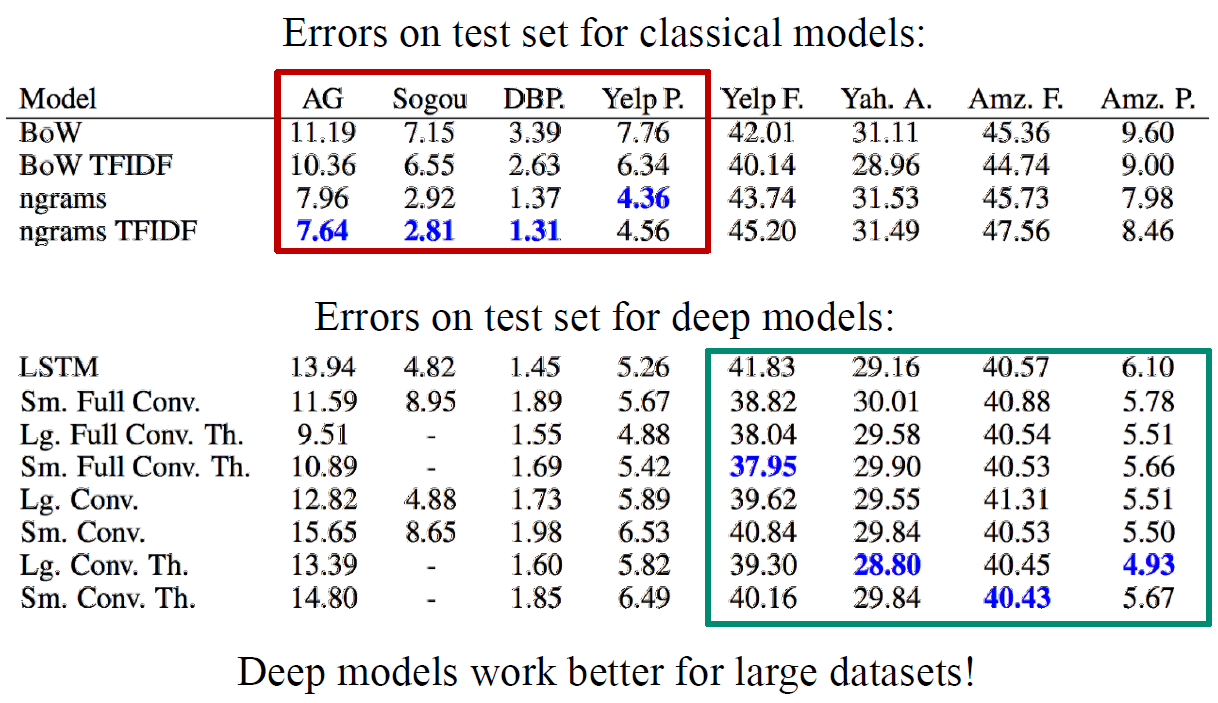 Errors on test set for classical models:
Model AG Sogou DBP. Yelp P. Yelp F. Yah. A. Amz. F. Amz. P.
BoW 11.19 7.15 3.39 7.76 42.01 31.11 45.36 9.60
BoW TFIDF 10.36 6.55 2.63 6.34 40.14 28.96 44.74 9.00
ngrams 7.96 2.92 1.37 4.36 43.74 31.53 45.73 7.98
ngrams TFIDF 7.64 2.81 1.31 4.56 45.20 31.49 47.56 8.46
Errors on test set for deep models:
LSTM 13.94 4.82 1.45 5.26 41.83 29.16 40.57 6.10
Sm. Full Conv. 11.59 8.95 1.89 5.67 38.82 30.01 40.88 5.78
Lg. Full Conv. Th. 9.51 - 1.55 4.88 38.04 29.58 40.54 5.51
Sm. Full Conv. Th. 10.89 - 1.69 5.42 37.95 29.90 40.53 5.66
Lg. Conv. 12.82 4.88 1.73 5.89 39.62 29.55 41.31 5.51
Sm. Conv. 15.65 8.65 1.98 6.53 40.84 29.84 40.53 5.50
Lg. Conv. Th. 13.39 - 1.60 5.82 39.30 28.80 40.45 4.93
Sm. Conv. Th. 14.80 - 1.85 6.49 40.16 29.84 40.43 5.67
Deep models work better for large datasets!